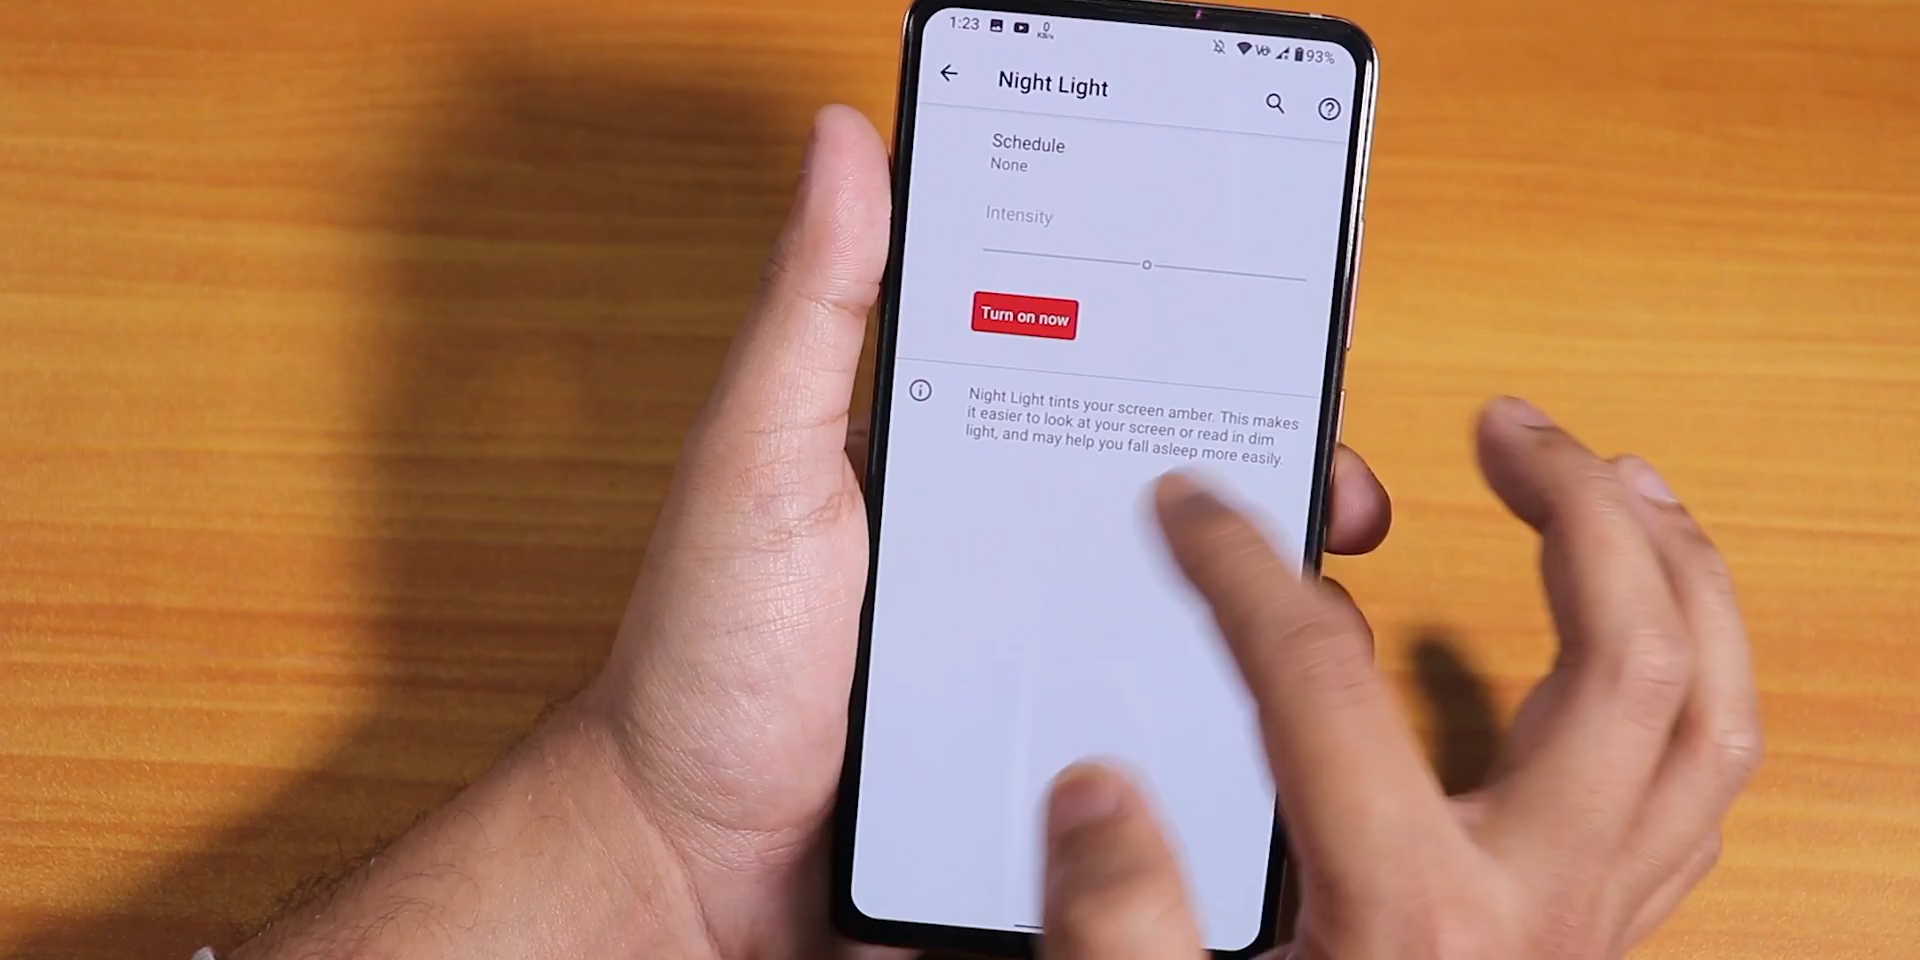 1:23 0 KB/s 93%
Night Light
Schedule
None
Intensity
Turn on now
Night Light tints your screen amber. This makes
it easier to look at your screen or read in dim
light, and may help you fall asleep more easily.